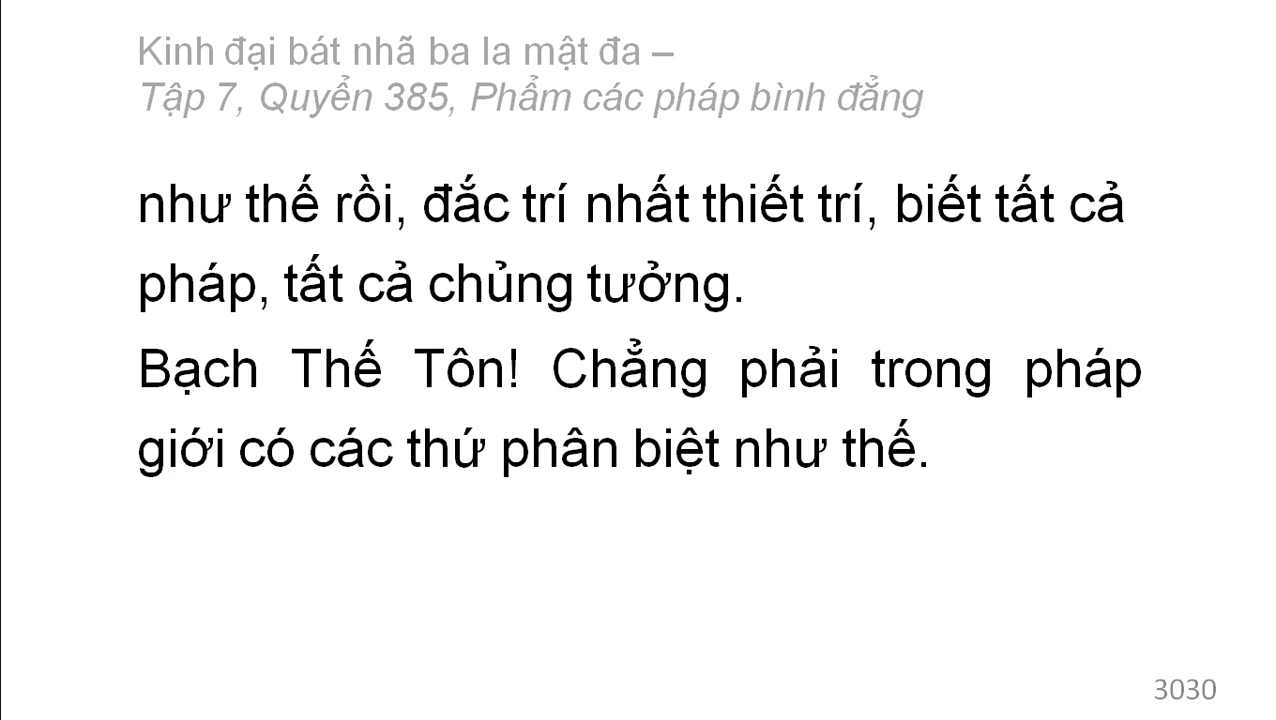 Kinh đại bát nhã ba la mật đa –
Tập 7, Quyển 385, Phẩm các pháp bình đẳng
như thế rồi, đắc trí nhất thiết trí, biết tất cả
pháp, tất cả chủng tưởng.
Bạch Thế Tôn! Chẳng phải trong pháp
giới có các thứ phân biệt như thế.
3030